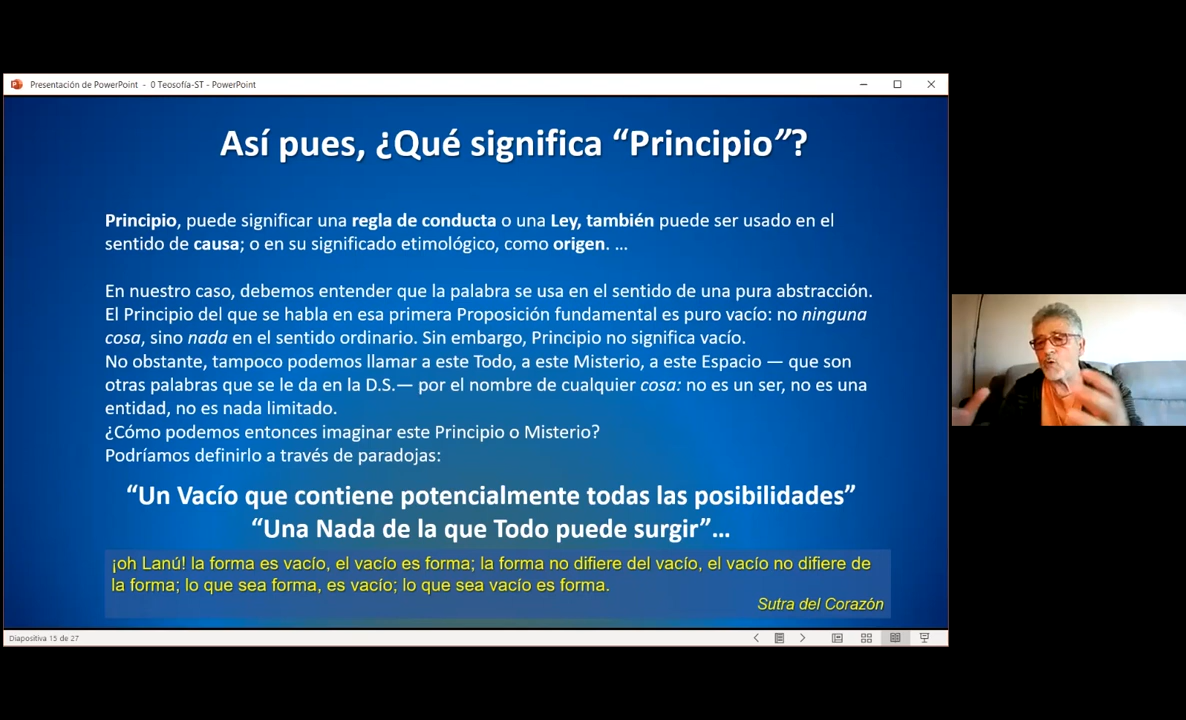 Presentación de PowerPoint - 0 Teosofía-ST - PowerPoint
Así pues, ¿Qué significa “Principio”?
Principio, puede significar una regla de conducta o una Ley, también puede ser usado en el
sentido de causa; o en su significado etimológico, como origen. ...
En nuestro caso, debemos entender que la palabra se usa en el sentido de una pura abstracción.
El Principio del que se habla en esa primera Proposición fundamental es puro vacío: no ninguna
cosa, sino nada en el sentido ordinario. Sin embargo, Principio no significa vacío.
No obstante, tampoco podemos llamar a este Todo, a este Misterio, a este Espacio — que son
otras palabras que se le da en la D.S.— por el nombre de cualquier cosa: no es un ser, no es una
entidad, no es nada limitado.
¿Cómo podemos entonces imaginar este Principio o Misterio?
Podríamos definirlo a través de paradojas:
“Un Vacío que contiene potencialmente todas las posibilidades”
“Una Nada de la que Todo puede surgir”...
¡oh Lanú! la forma es vacío, el vacío es forma; la forma no difiere del vacío, el vacío no difiere de
la forma; lo que sea forma, es vacío; lo que sea vacío es forma.
Sutra del Corazón
Diapositiva 15 de 27